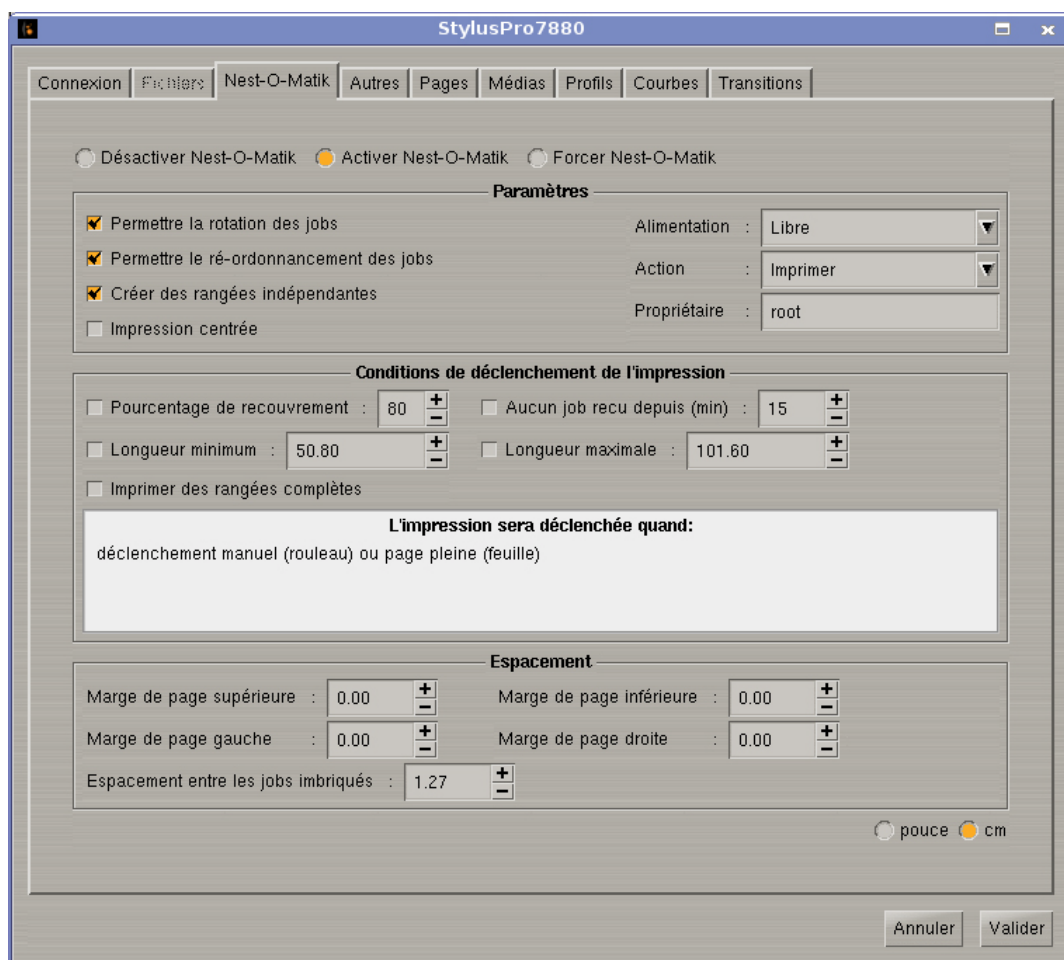 StylusPro7880
Connexion Fichiers Nest-O-Matik Autres Pages Médias Profils Courbes Transitions
Désactiver Nest-O-Matik Activer Nest-O-Matik Forcer Nest-O-Matik
Paramètres
Permettre la rotation des jobs Alimentation : Libre
Permettre le ré-ordonnancement des jobs Action : Imprimer
Créer des rangées indépendantes Propriétaire : root
Impression centrée
Conditions de déclenchement de l'impression
Pourcentage de recouvrement : 80 Aucun job recu depuis (min) : 15
Longueur minimum : 50.80 Longueur maximale : 101.60
Imprimer des rangées complètes
L'impression sera déclenchée quand:
déclenchement manuel (rouleau) ou page pleine (feuille)
Espacement
Marge de page supérieure : 0.00 Marge de page inférieure : 0.00
Marge de page gauche : 0.00 Marge de page droite : 0.00
Espacement entre les jobs imbriqués : 1.27
pouce cm
Annuler Valider